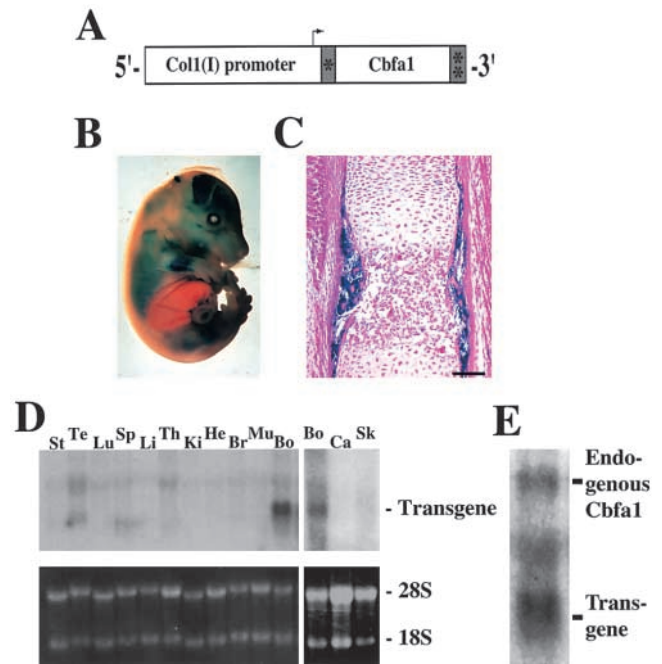 A
5'- Col1(I) promoter * Cbfa1 ** -3'
B
C
D
St Te Lu Sp Li Th Ki He Br Mu Bo Bo Ca Sk
- Transgene
- 28S
- 18S
E
Endo-
genous
Cbfa1
Trans-
gene